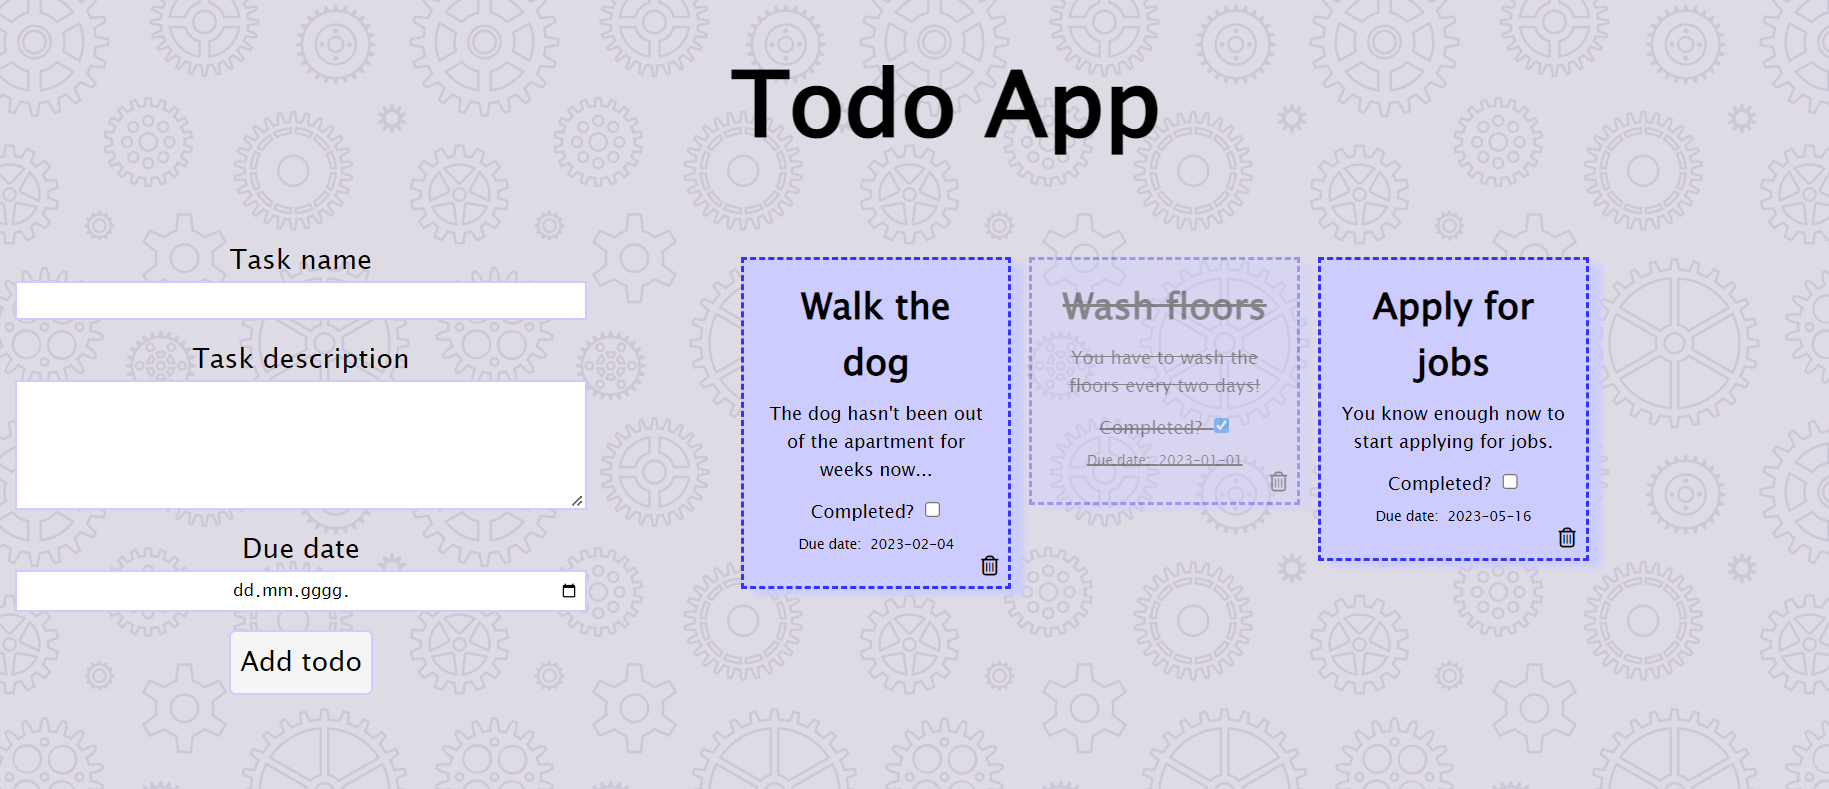 Todo App
Task name
Task description
Due date
dd.mm.gggg.
Add todo
Walk the
dog
The dog hasn't been out
of the apartment for
weeks now...
Completed?
Due date: 2023-02-04
Wash floors
You have to wash the
floors every two days!
Completed?
Due date: 2023-01-01
Apply for
jobs
You know enough now to
start applying for jobs.
Completed?
Due date: 2023-05-16